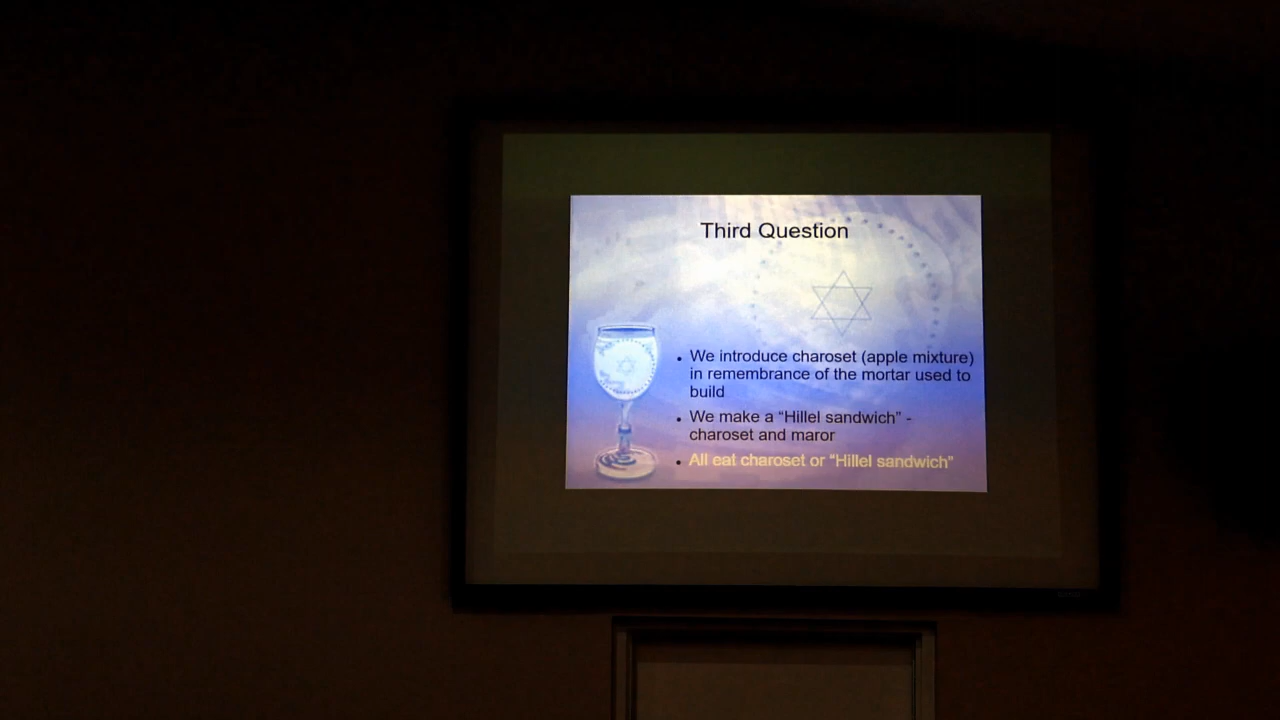 Third Question
• We introduce charoset (apple mixture)
in remembrance of the mortar used to
build
• We make a “Hillel sandwich” -
charoset and maror
• All eat charoset or “Hillel sandwich”